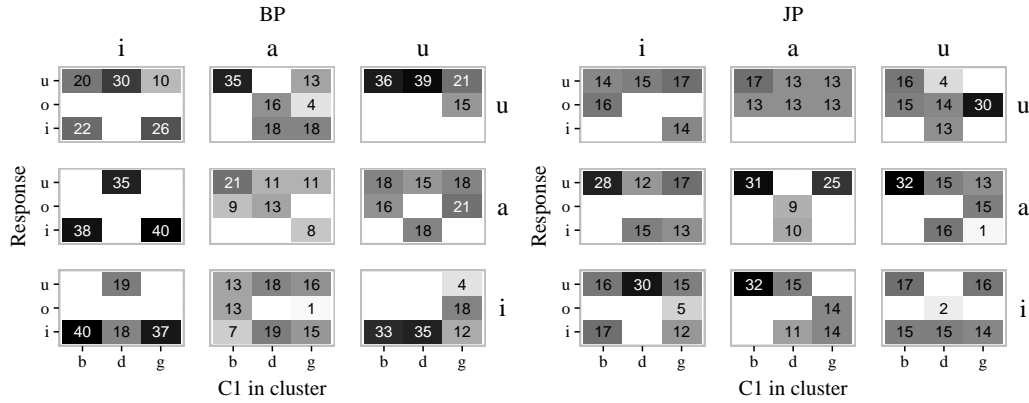 BP JP
i a u i a u
u 20 30 10 35 13 36 39 21 u 14 15 17 17 13 13 16 4
o 16 4 15 u o 16 13 13 13 15 14 30 u
i 22 26 18 18 i 14 13
Response Response
u 35 21 11 11 18 15 18 u 28 12 17 31 25 32 15 13
o 9 13 16 21 a o 9 15 a
i 38 40 8 18 i 15 13 10 16 1
u 19 13 18 16 4 u 16 30 15 32 15 17 16
o 13 1 18 i o 5 14 2 i
i 40 18 37 7 19 15 33 35 12 i 17 12 11 14 15 15 14
b d g b d g b d g b d g b d g b d g
C1 in cluster C1 in cluster